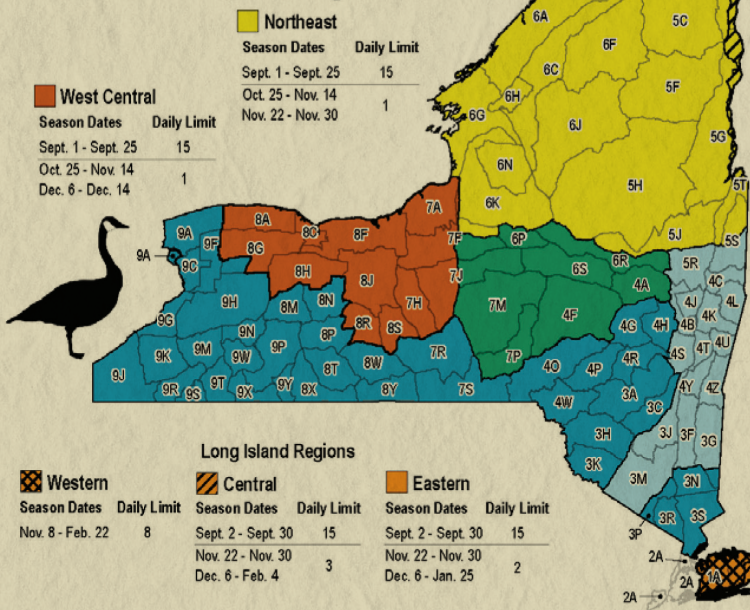 Northeast
Season Dates Daily Limit
Sept. 1 - Sept. 25 15
Oct. 25 - Nov. 14
Nov. 22 - Nov. 30
1
West Central
Season Dates Daily Limit
Sept. 1 - Sept. 25 15
Oct. 25 - Nov. 14
Dec. 6 - Dec. 14
1
6A
5C
6F
6C
5F
6H
6G
6J
5G
6N
5H
5T
6K
7A
8A
8C
8F
7F
6P
5J
5S
9A
9F
9A
9C
8G
8H
8J
7J
7H
6S
6R
5R
4A
4C
9H
8M
8N
7M
4F
4J
4L
9G
8R
8S
4G
4H
4B
4K
9N
8P
9K
9M
9W
9P
7R
7P
4R
4S
4T
4U
9J
8T
8W
4O
4P
9R
9S
9T
9X
9Y
8X
8Y
7S
4W
3A
3C
4Y
4Z
3H
3J
3F
3G
3K
3M
3N
3R
3S
3P
2A
2A
2A
1A
Long Island Regions
Western
Season Dates Daily Limit
Nov. 8 - Feb. 22 8
Central
Season Dates Daily Limit
Sept. 2 - Sept. 30 15
Nov. 22 - Nov. 30
Dec. 6 - Feb. 4
3
Eastern
Season Dates Daily Limit
Sept. 2 - Sept. 30 15
Nov. 22 - Nov. 30
Dec. 6 - Jan. 25
2